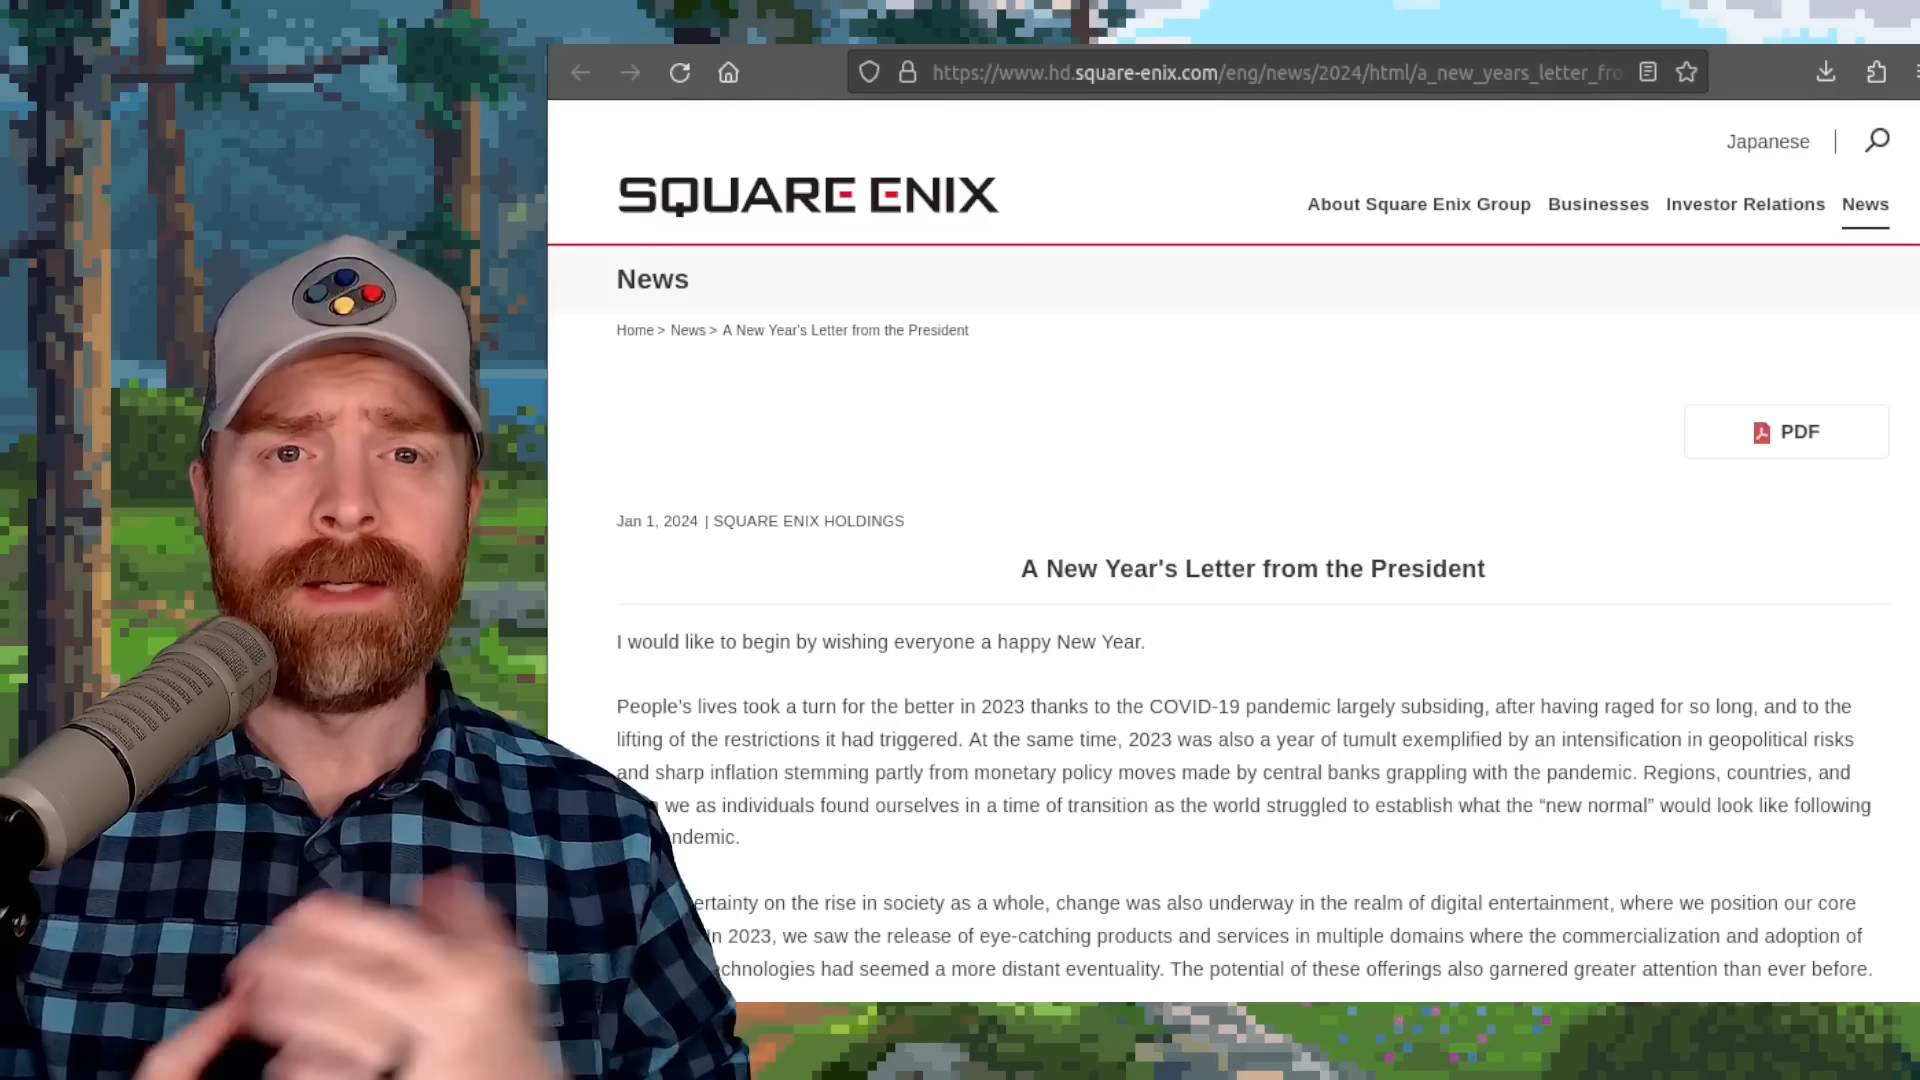 https://www.hd.square-enix.com/eng/news/2024/html/a_new_years_letter_fro
Japanese
SQUARE ENIX
About Square Enix Group Businesses Investor Relations News
News
Home > News > A New Year's Letter from the President
PDF
Jan 1, 2024 | SQUARE ENIX HOLDINGS
A New Year's Letter from the President
I would like to begin by wishing everyone a happy New Year.
People’s lives took a turn for the better in 2023 thanks to the COVID-19 pandemic largely subsiding, after having raged for so long, and to the
lifting of the restrictions it had triggered. At the same time, 2023 was also a year of tumult exemplified by an intensification in geopolitical risks
and sharp inflation stemming partly from monetary policy moves made by central banks grappling with the pandemic. Regions, countries, and
we as individuals found ourselves in a time of transition as the world struggled to establish what the “new normal” would look like following
ndemic.
ertainty on the rise in society as a whole, change was also underway in the realm of digital entertainment, where we position our core
In 2023, we saw the release of eye-catching products and services in multiple domains where the commercialization and adoption of
chnologies had seemed a more distant eventuality. The potential of these offerings also garnered greater attention than ever before.